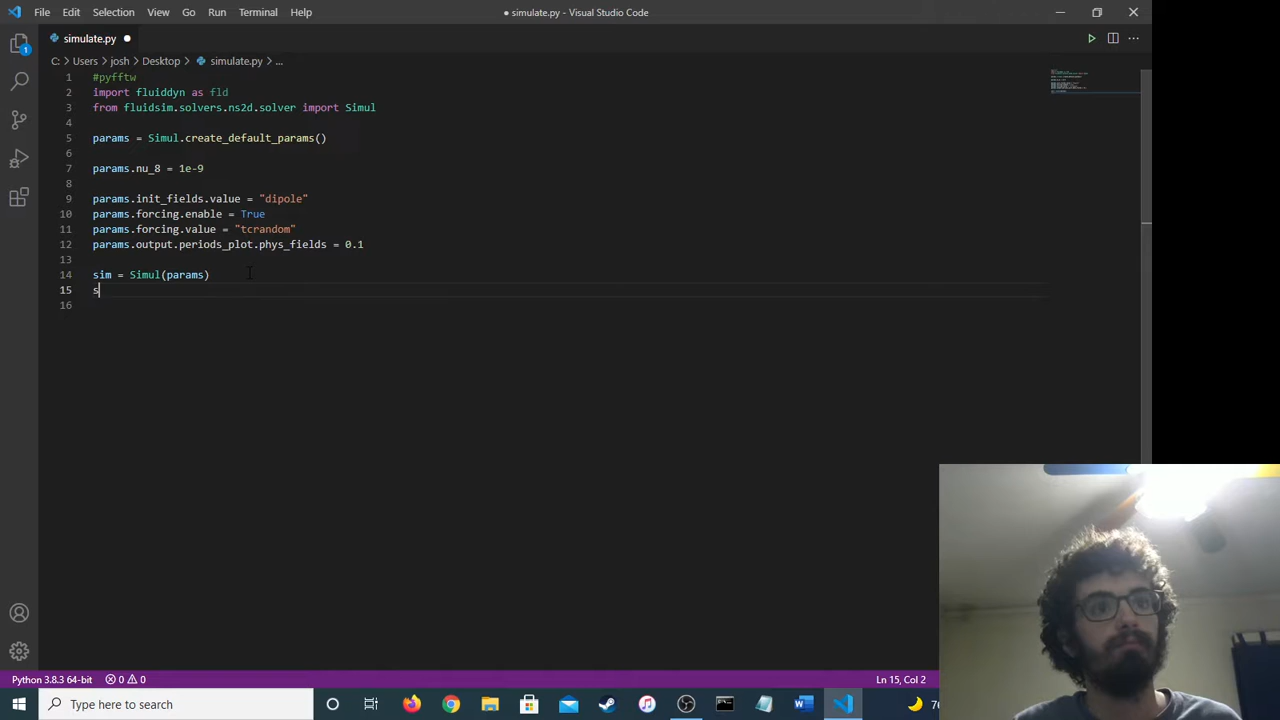 File Edit Selection View Go Run Terminal Help
● simulate.py - Visual Studio Code
simulate.py ●
C: > Users > josh > Desktop > simulate.py > ...
1 #pyfftw
2 import fluiddyn as fld
3 from fluidsim.solvers.ns2d.solver import Simul
4
5 params = Simul.create_default_params()
6
7 params.nu_8 = 1e-9
8
9 params.init_fields.value = "dipole"
10 params.forcing.enable = True
11 params.forcing.value = "tcrandom"
12 params.output.periods_plot.phys_fields = 0.1
13
14 sim = Simul(params)
15 s
16
1
Python 3.8.3 64-bit 0 0
Ln 15, Col 2
Type here to search